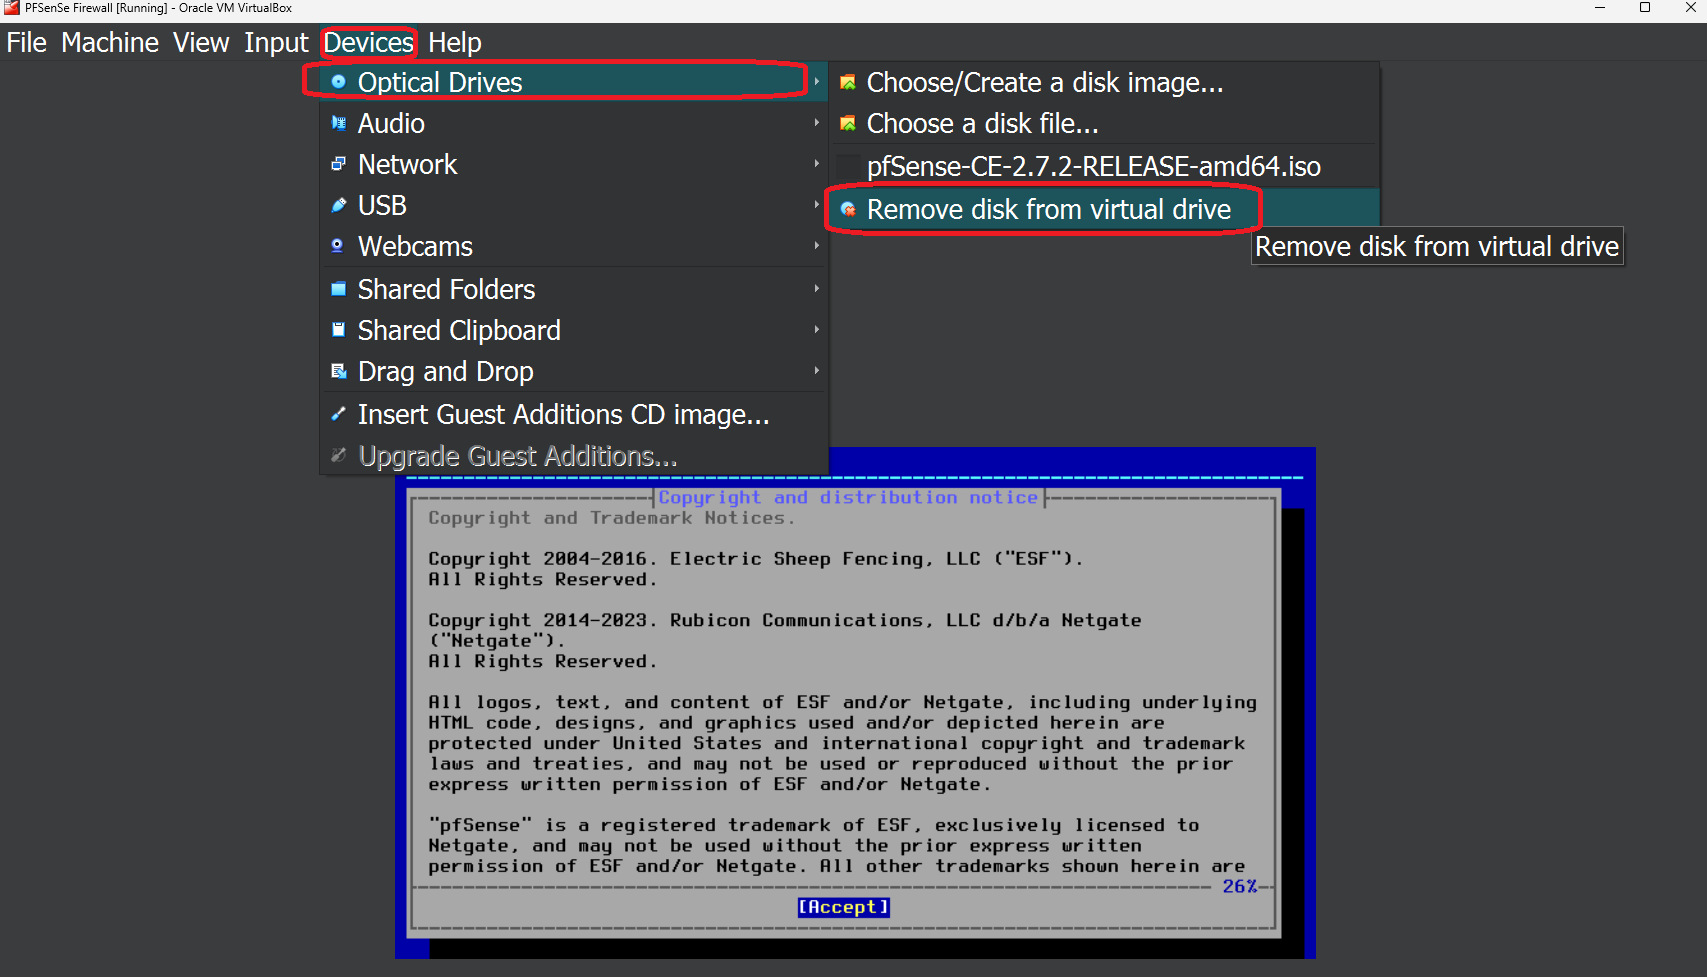 PFSenSe Firewall [Running] - Oracle VM VirtualBox
File Machine View Input Devices Help
Optical Drives
Audio
Network
USB
Webcams
Shared Folders
Shared Clipboard
Drag and Drop
Insert Guest Additions CD image...
Upgrade Guest Additions...
Choose/Create a disk image...
Choose a disk file...
pfSense-CE-2.7.2-RELEASE-amd64.iso
Remove disk from virtual drive
Remove disk from virtual drive
Copyright and distribution notice
Copyright and Trademark Notices.
Copyright 2004-2016. Electric Sheep Fencing, LLC ("ESF").
All Rights Reserved.
Copyright 2014-2023. Rubicon Communications, LLC d/b/a Netgate
("Netgate").
All Rights Reserved.
All logos, text, and content of ESF and/or Netgate, including underlying
HTML code, designs, and graphics used and/or depicted herein are
protected under United States and international copyright and trademark
laws and treaties, and may not be used or reproduced without the prior
express written permission of ESF and/or Netgate.
"pfSense" is a registered trademark of ESF, exclusively licensed to
Netgate, and may not be used without the prior express written
permission of ESF and/or Netgate. All other trademarks shown herein are
26%
[Accept]